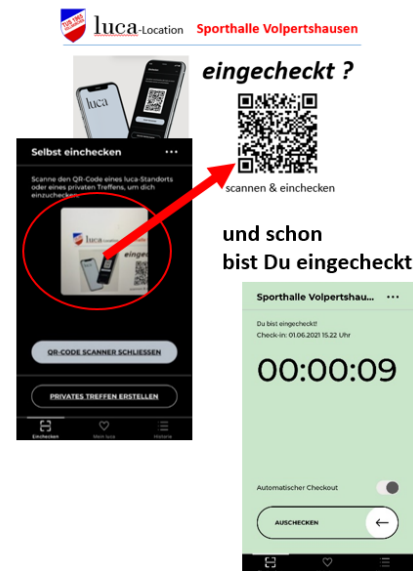 luca-Location Sporthalle Volpertshausen
eingecheckt ?
luca
scannen & einchecken
Selbst einchecken
Scanne den QR-Code eines luca-Standorts
oder eines privaten Treffens, um dich
einzuchecken.
luca
QR-CODE SCANNER SCHLIESSEN
PRIVATES TREFFEN ERSTELLEN
Einchecken Mein luca Historie
und schon
bist Du eingecheckt
Sporthalle Volpertshau...
Du bist eingecheckt!
Check-in: 01.06.2021 15.22 Uhr
00:00:09
Automatischer Checkout
AUSCHECKEN